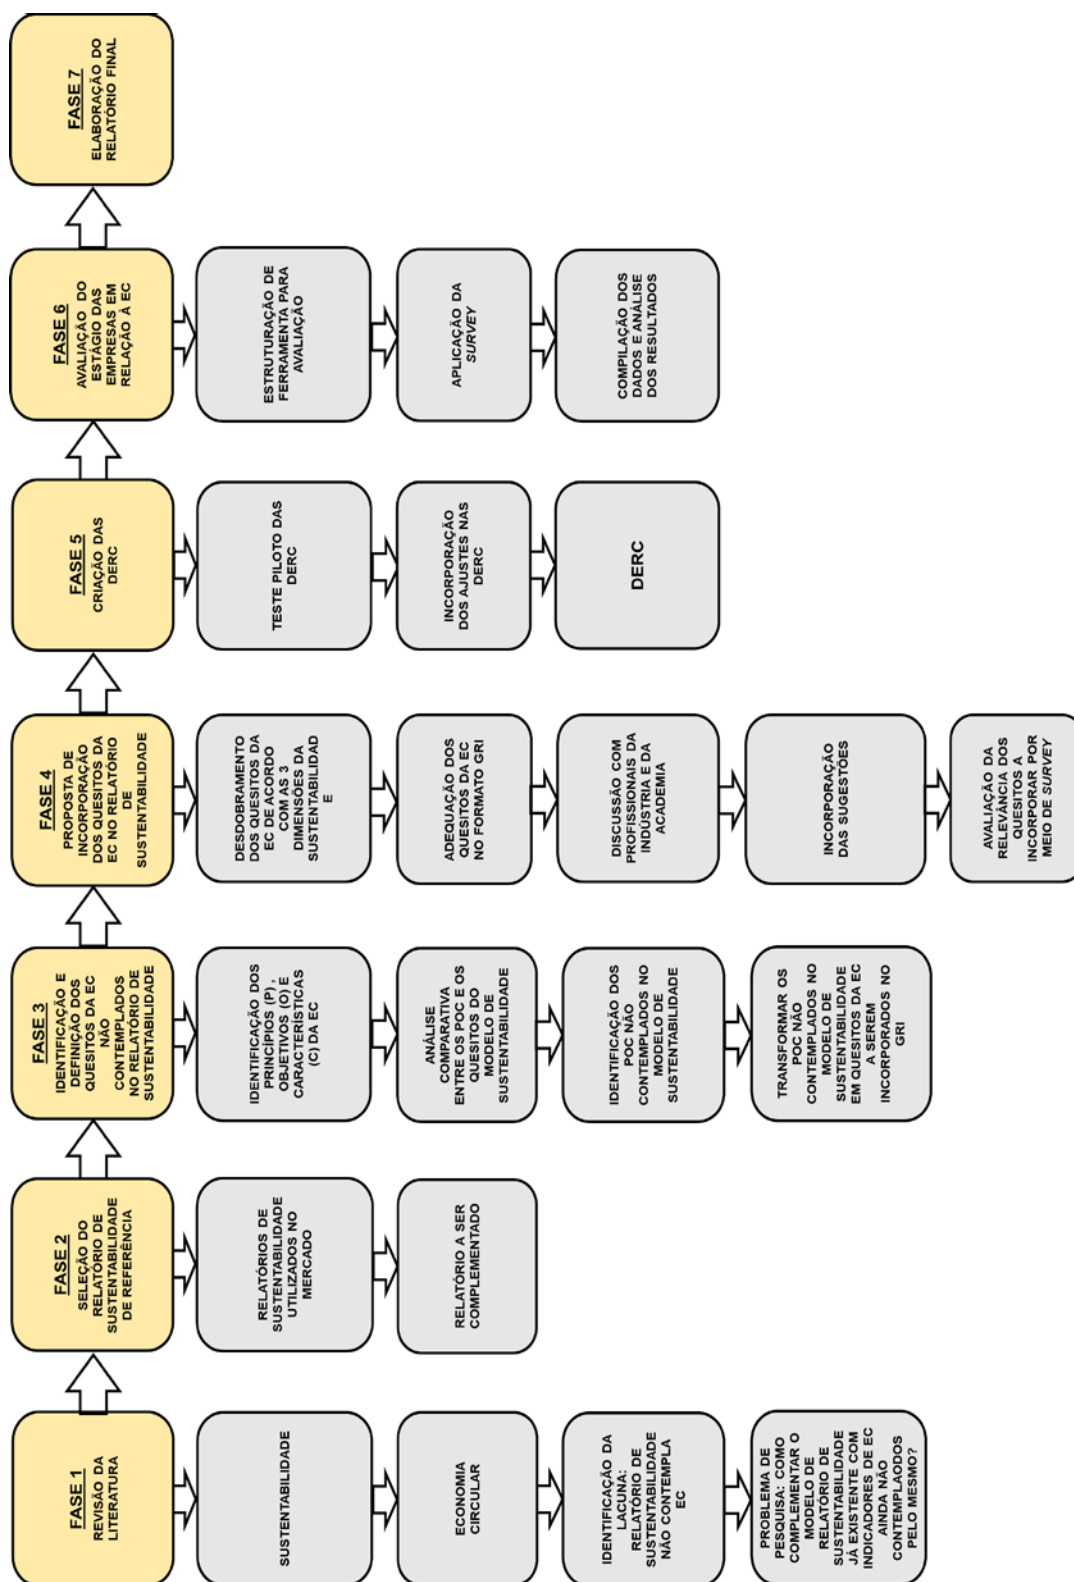 FASE 1
REVISÃO DA
LITERATURA
SUSTENTABILIDADE
ECONOMIA
CIRCULAR
IDENTIFICAÇÃO DA
LACUNA:
RELATÓRIO DE
SUSTENTABILIDADE
NÃO CONTEMPLA
EC
PROBLEMA DE
PESQUISA: COMO
COMPLEMENTAR O
MODELO DE
RELATÓRIO DE
SUSTENTABILIDADE
JÁ EXISTENTE COM
INDICADORES DE EC
AINDA NÃO
CONTEMPLADOS
PELO MESMO?
FASE 2
SELEÇÃO DO
RELATÓRIO DE
SUSTENTABILIDADE
DE REFERÊNCIA
RELATÓRIOS DE
SUSTENTABILIDADE
UTILIZADOS NO
MERCADO
RELATÓRIO A SER
COMPLEMENTADO
FASE 3
IDENTIFICAÇÃO E
DEFINIÇÃO DOS
QUESITOS DA EC
NÃO
CONTEMPLADOS
NO RELATÓRIO DE
SUSTENTABILIDADE
IDENTIFICAÇÃO DOS
PRINCÍPIOS (P) ,
OBJETIVOS (O) E
CARACTERÍSTICAS
(C) DA EC
ANÁLISE
COMPARATIVA
ENTRE OS POC E OS
QUESITOS DO
MODELO DE
SUSTENTABILIDADE
IDENTIFICAÇÃO DOS
POC NÃO
CONTEMPLADOS NO
MODELO DE
SUSTENTABILIDADE
TRANSFORMAR OS
POC NÃO
CONTEMPLADOS NO
MODELO DE
SUSTENTABILIDADE
EM QUESITOS DA EC
A SEREM
INCORPORADOS NO
GRI
FASE 4
PROPOSTA DE
INCORPORAÇÃO
DOS QUESITOS DA
EC NO RELATÓRIO
DE
SUSTENTABILIDADE
DESDOBRAMENTO
DOS QUESITOS DA
EC DE ACORDO
COM AS 3
DIMENSÕES DA
SUSTENTABILIDAD
E
ADEQUAÇÃO DOS
QUESITOS DA EC
NO FORMATO GRI
DISCUSSÃO COM
PROFISSIONAIS DA
INDÚSTRIA E DA
ACADEMIA
INCORPORAÇÃO
DAS SUGESTÕES
AVALIAÇÃO DA
RELEVÂNCIA DOS
QUESITOS A
INCORPORAR POR
MEIO DE SURVEY
FASE 5
CRIAÇÃO DAS
DERC
TESTE PILOTO DAS
DERC
INCORPORAÇÃO
DOS AJUSTES NAS
DERC
DERC
FASE 6
AVALIAÇÃO DO
ESTÁGIO DAS
EMPRESAS EM
RELAÇÃO À EC
ESTRUTURAÇÃO DE
FERRAMENTA PARA
AVALIAÇÃO
APLICAÇÃO DA
SURVEY
COMPILAÇÃO DOS
DADOS E ANÁLISE
DOS RESULTADOS
FASE 7
ELABORAÇÃO DO
RELATÓRIO FINAL